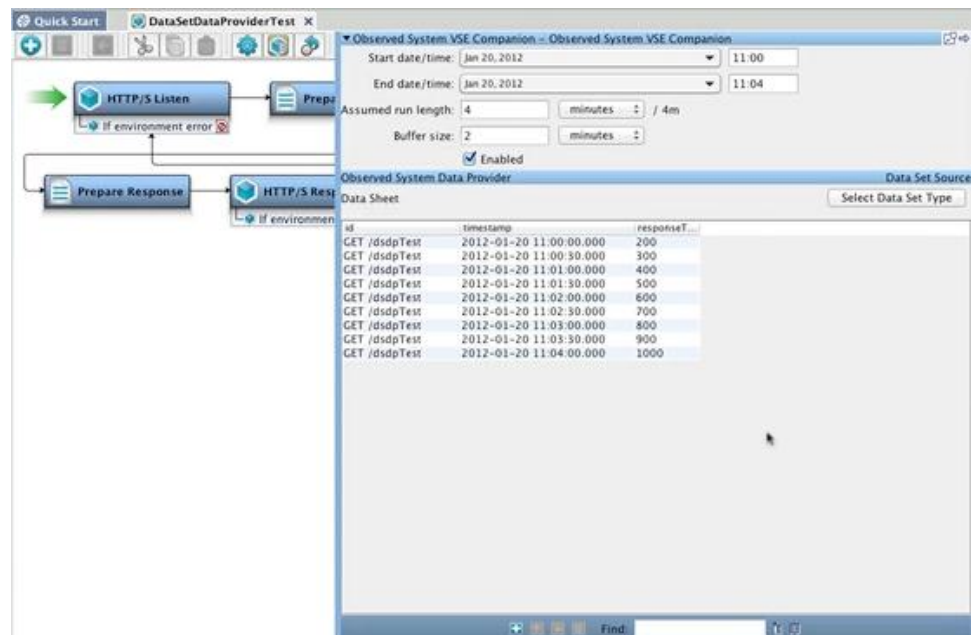 Quick Start
DataSetDataProviderTest ×
HTTP/S Listen
If environment error
Prepa
Prepare Response
HTTP/S Resp
If environmen
Observed System VSE Companion – Observed System VSE Companion
Start date/time: Jan 20, 2012 11:00
End date/time: Jan 20, 2012 11:04
Assumed run length: 4 minutes / 4m
Buffer size: 2 minutes
Enabled
Observed System Data Provider Data Set Source
Data Sheet Select Data Set Type
id timestamp responseT...
GET /dsdpTest 2012-01-20 11:00:00.000 200
GET /dsdpTest 2012-01-20 11:00:30.000 300
GET /dsdpTest 2012-01-20 11:01:00.000 400
GET /dsdpTest 2012-01-20 11:01:30.000 500
GET /dsdpTest 2012-01-20 11:02:00.000 600
GET /dsdpTest 2012-01-20 11:02:30.000 700
GET /dsdpTest 2012-01-20 11:03:00.000 800
GET /dsdpTest 2012-01-20 11:03:30.000 900
GET /dsdpTest 2012-01-20 11:04:00.000 1000
Find: